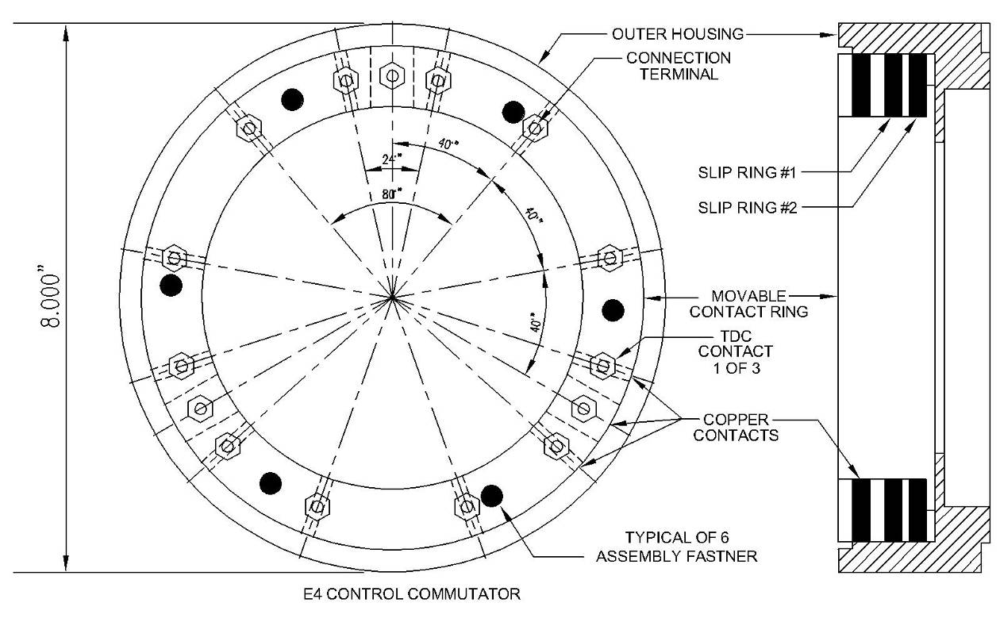 OUTER HOUSING
CONNECTION
TERMINAL
40°"
24°"
80°"
40°"
40°"
8.000”
SLIP RING #1
SLIP RING #2
MOVABLE
CONTACT RING
TDC
CONTACT
1 OF 3
COPPER
CONTACTS
TYPICAL OF 6
ASSEMBLY FASTNER
E4 CONTROL COMMUTATOR